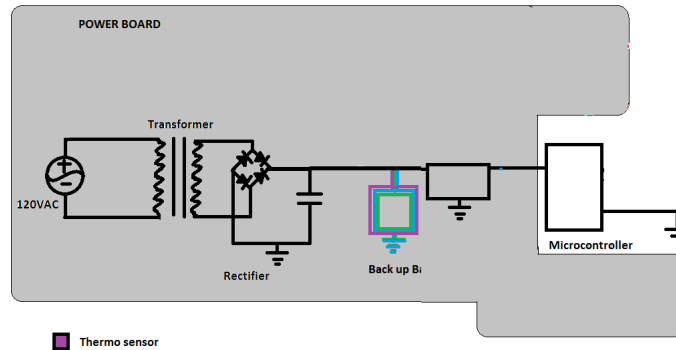 POWER BOARD
Transformer
120VAC
Rectifier
Back up
Microcontroller
Thermo sensor